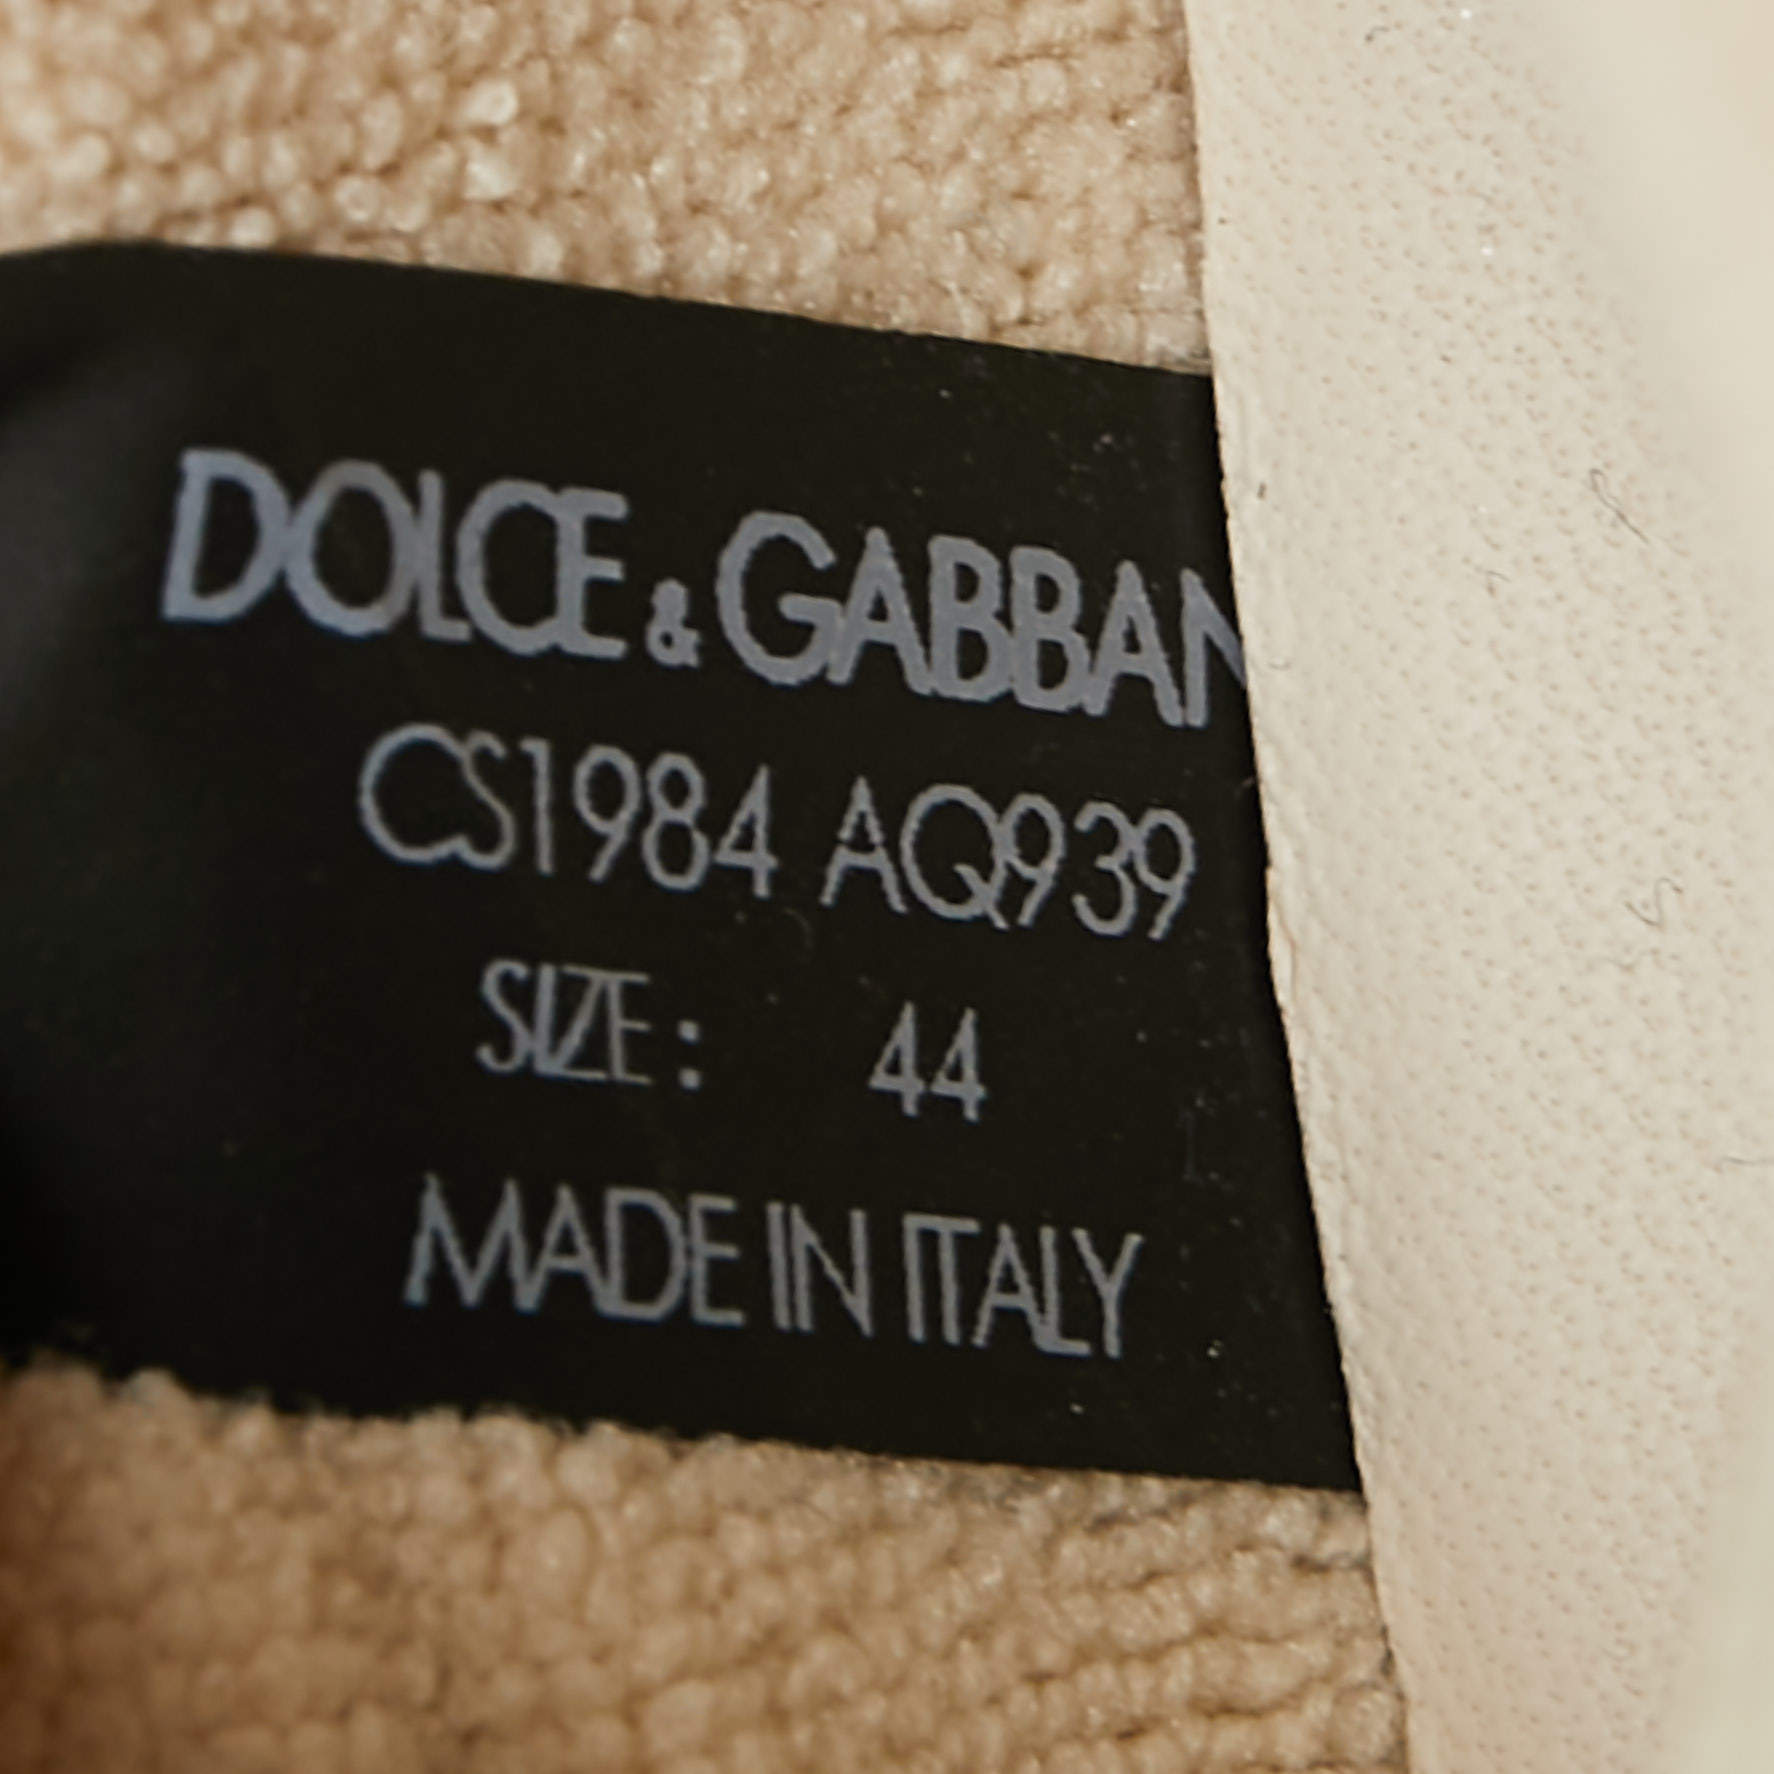 DOLCE & GABBAN
CS1984 AQ939
SIZE: 44
MADE IN ITALY